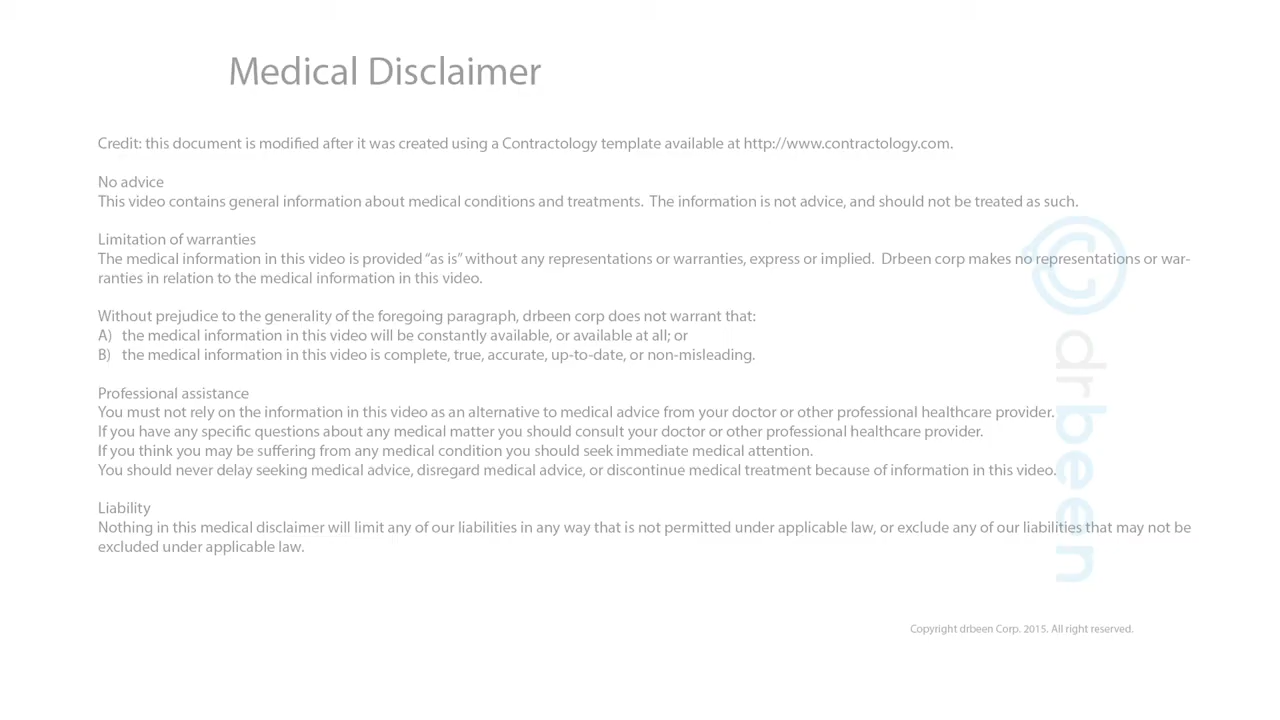 Medical Disclaimer
Credit: this document is modified after it was created using a Contractology template available at http://www.contractology.com.
No advice
This video contains general information about medical conditions and treatments.  The information is not advice, and should not be treated as such.
Limitation of warranties
The medical information in this video is provided “as is” without any representations or warranties, express or implied.  Drbeen corp makes no representations or war-
ranties in relation to the medical information in this video.
Without prejudice to the generality of the foregoing paragraph, drbeen corp does not warrant that:
A)   the medical information in this video will be constantly available, or available at all; or
B)   the medical information in this video is complete, true, accurate, up-to-date, or non-misleading.
Professional assistance
You must not rely on the information in this video as an alternative to medical advice from your doctor or other professional healthcare provider.
If you have any specific questions about any medical matter you should consult your doctor or other professional healthcare provider.
If you think you may be suffering from any medical condition you should seek immediate medical attention.
You should never delay seeking medical advice, disregard medical advice, or discontinue medical treatment because of information in this video.
Liability
Nothing in this medical disclaimer will limit any of our liabilities in any way that is not permitted under applicable law, or exclude any of our liabilities that may not be
excluded under applicable law.
drbeen
Copyright drbeen Corp. 2015. All right reserved.